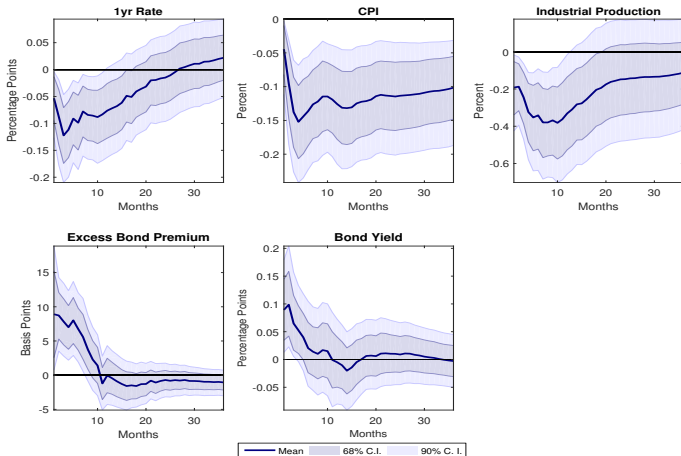 1yr Rate
Percentage Points
0.05
0
-0.05
-0.1
-0.15
-0.2
10 20 30
Months
CPI
Percent
0
-0.05
-0.1
-0.15
-0.2
10 20 30
Months
Industrial Production
Percent
0
-0.2
-0.4
-0.6
10 20 30
Months
Excess Bond Premium
Basis Points
15
10
5
0
-5
10 20 30
Months
Bond Yield
Percentage Points
0.2
0.15
0.1
0.05
0
-0.05
10 20 30
Months
Mean 68% C.I. 90% C. I.